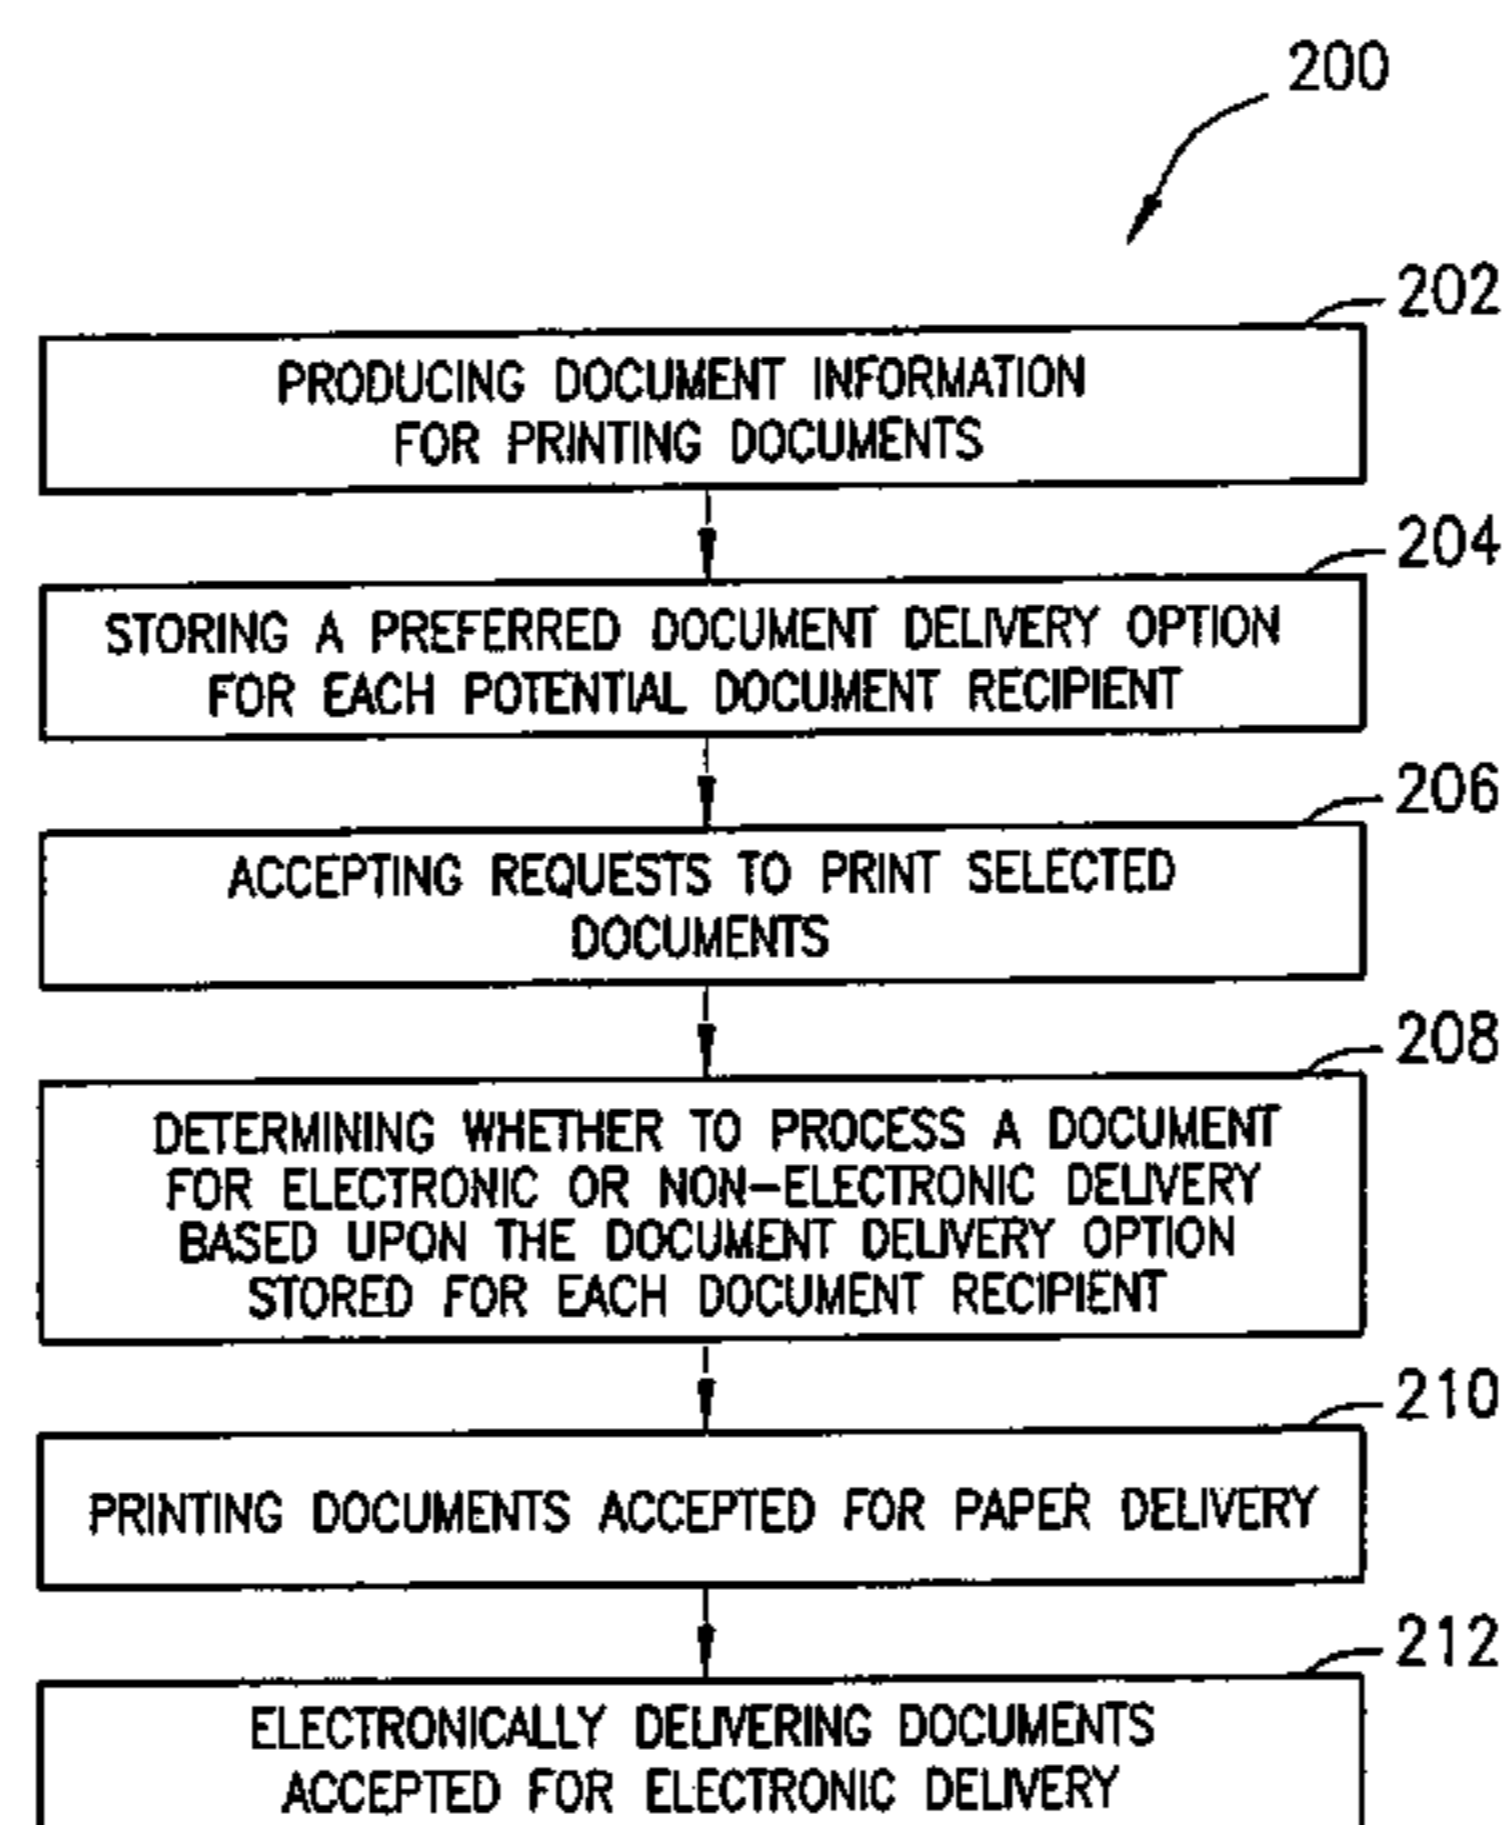 200
202
PRODUCING DOCUMENT INFORMATION
FOR PRINTING DOCUMENTS
204
STORING A PREFERRED DOCUMENT DELIVERY OPTION
FOR EACH POTENTIAL DOCUMENT RECIPIENT
206
ACCEPTING REQUESTS TO PRINT SELECTED
DOCUMENTS
208
DETERMINING WHETHER TO PROCESS A DOCUMENT
FOR ELECTRONIC OR NON-ELECTRONIC DELIVERY
BASED UPON THE DOCUMENT DELIVERY OPTION
STORED FOR EACH DOCUMENT RECIPIENT
210
PRINTING DOCUMENTS ACCEPTED FOR PAPER DELIVERY
212
ELECTRONICALLY DELIVERING DOCUMENTS
ACCEPTED FOR ELECTRONIC DELIVERY